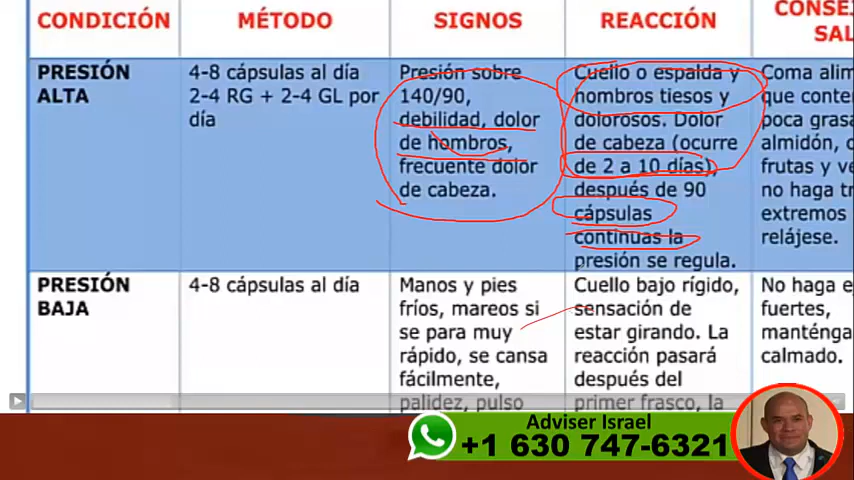 CONDICIÓN
MÉTODO
SIGNOS
REACCIÓN
CONSE
SAL
PRESIÓN
ALTA
4-8 cápsulas al día
2-4 RG + 2-4 GL por
día
Presión sobre
140/90,
debilidad, dolor
de hombros,
frecuente dolor
de cabeza.
Cuello o espalda y
hombros tiesos y
dolorosos. Dolor
de cabeza (ocurre
de 2 a 10 días),
después de 90
cápsulas
continuas la
presión se regula.
Coma alim
que conte
poca grasa
almidón, c
frutas y ve
no haga tr
extremos
relájese.
PRESIÓN
BAJA
4-8 cápsulas al día
Manos y pies
fríos, mareos si
se para muy
rápido, se cansa
fácilmente,
palidez, pulso
Cuello bajo rígido,
sensación de
estar girando. La
reacción pasará
después del
primer frasco, la
No haga e
fuertes,
manténga
calmado.
Adviser Israel
+1 630 747-6321